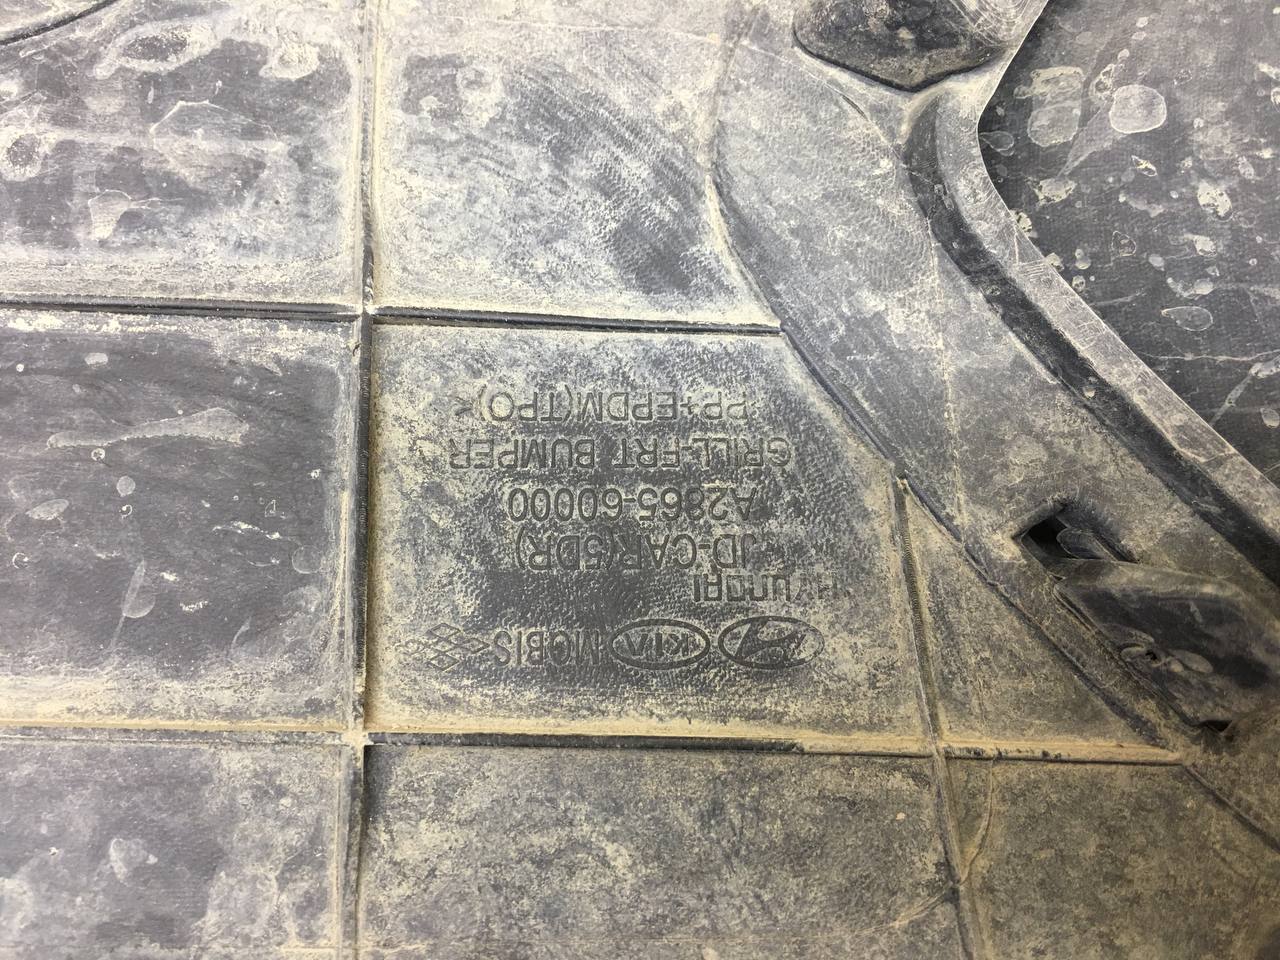 KIA MOBIS
HYUNDAI
JD-CAR(5DR)
A2865-60000
GRILL-FRT BUMPER
>PP+EPDM(TPO)<